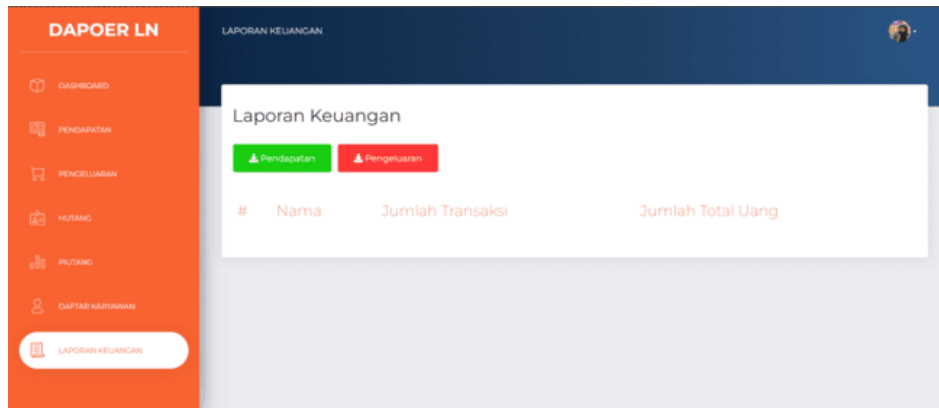 DAPOER LN
DASHBOARD
PENDAPATAN
PENGELUARAN
HUTANG
PIUTANG
DAFTAR KARYAWAN
LAPORAN KEUANGAN
LAPORAN KEUANGAN
Laporan Keuangan
Pendapatan Pengeluaran
# Nama Jumlah Transaksi Jumlah Total Uang